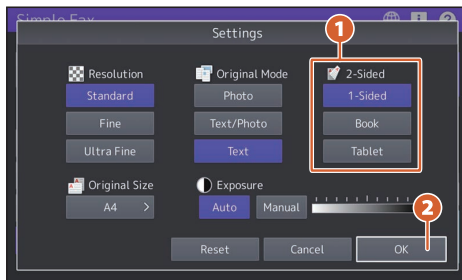 Simple Fax
Settings
1
Resolution
Original Mode
2-Sided
Standard
Photo
1-Sided
Fine
Text/Photo
Book
Ultra Fine
Text
Tablet
Original Size
Exposure
A4 >
Auto
Manual
2
Reset
Cancel
OK